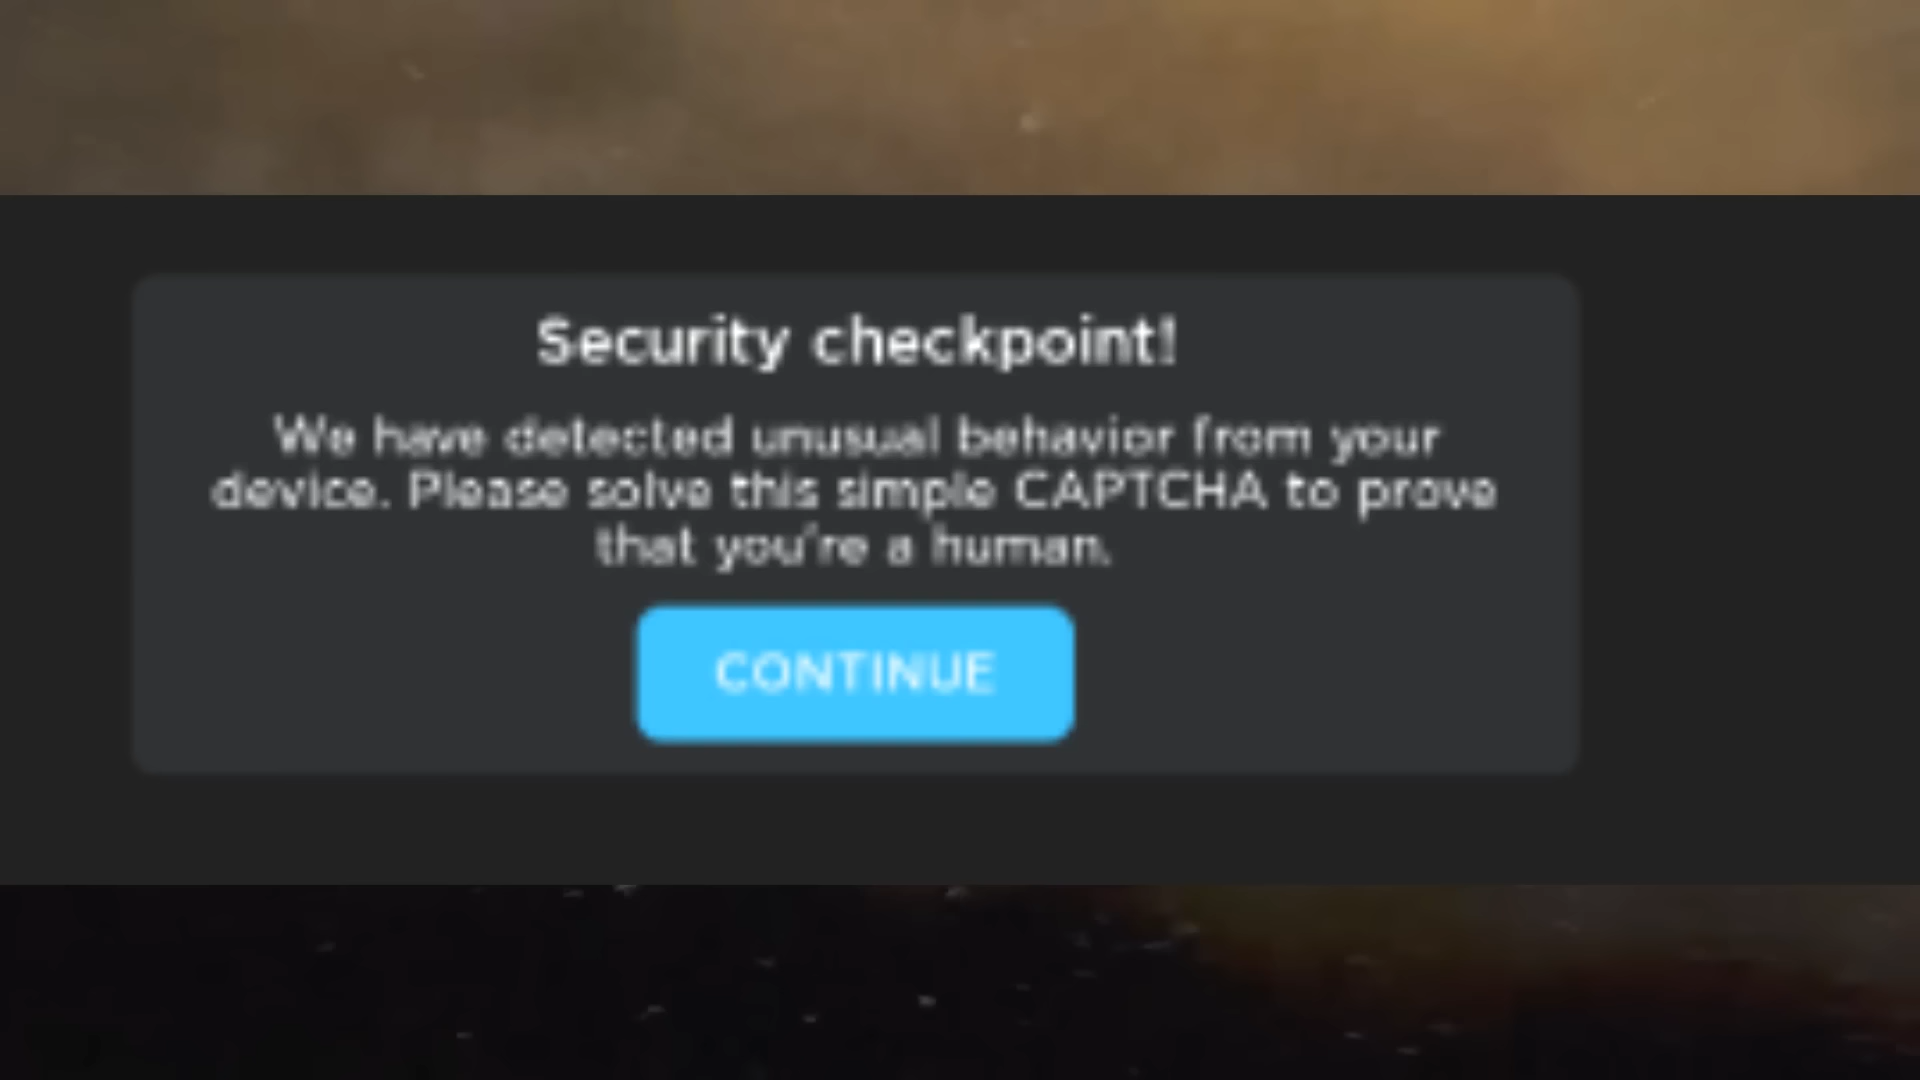 Security checkpoint!
We have detected unusual behavior from your
device. Please solve this simple CAPTCHA to prove
that you're a human.
CONTINUE